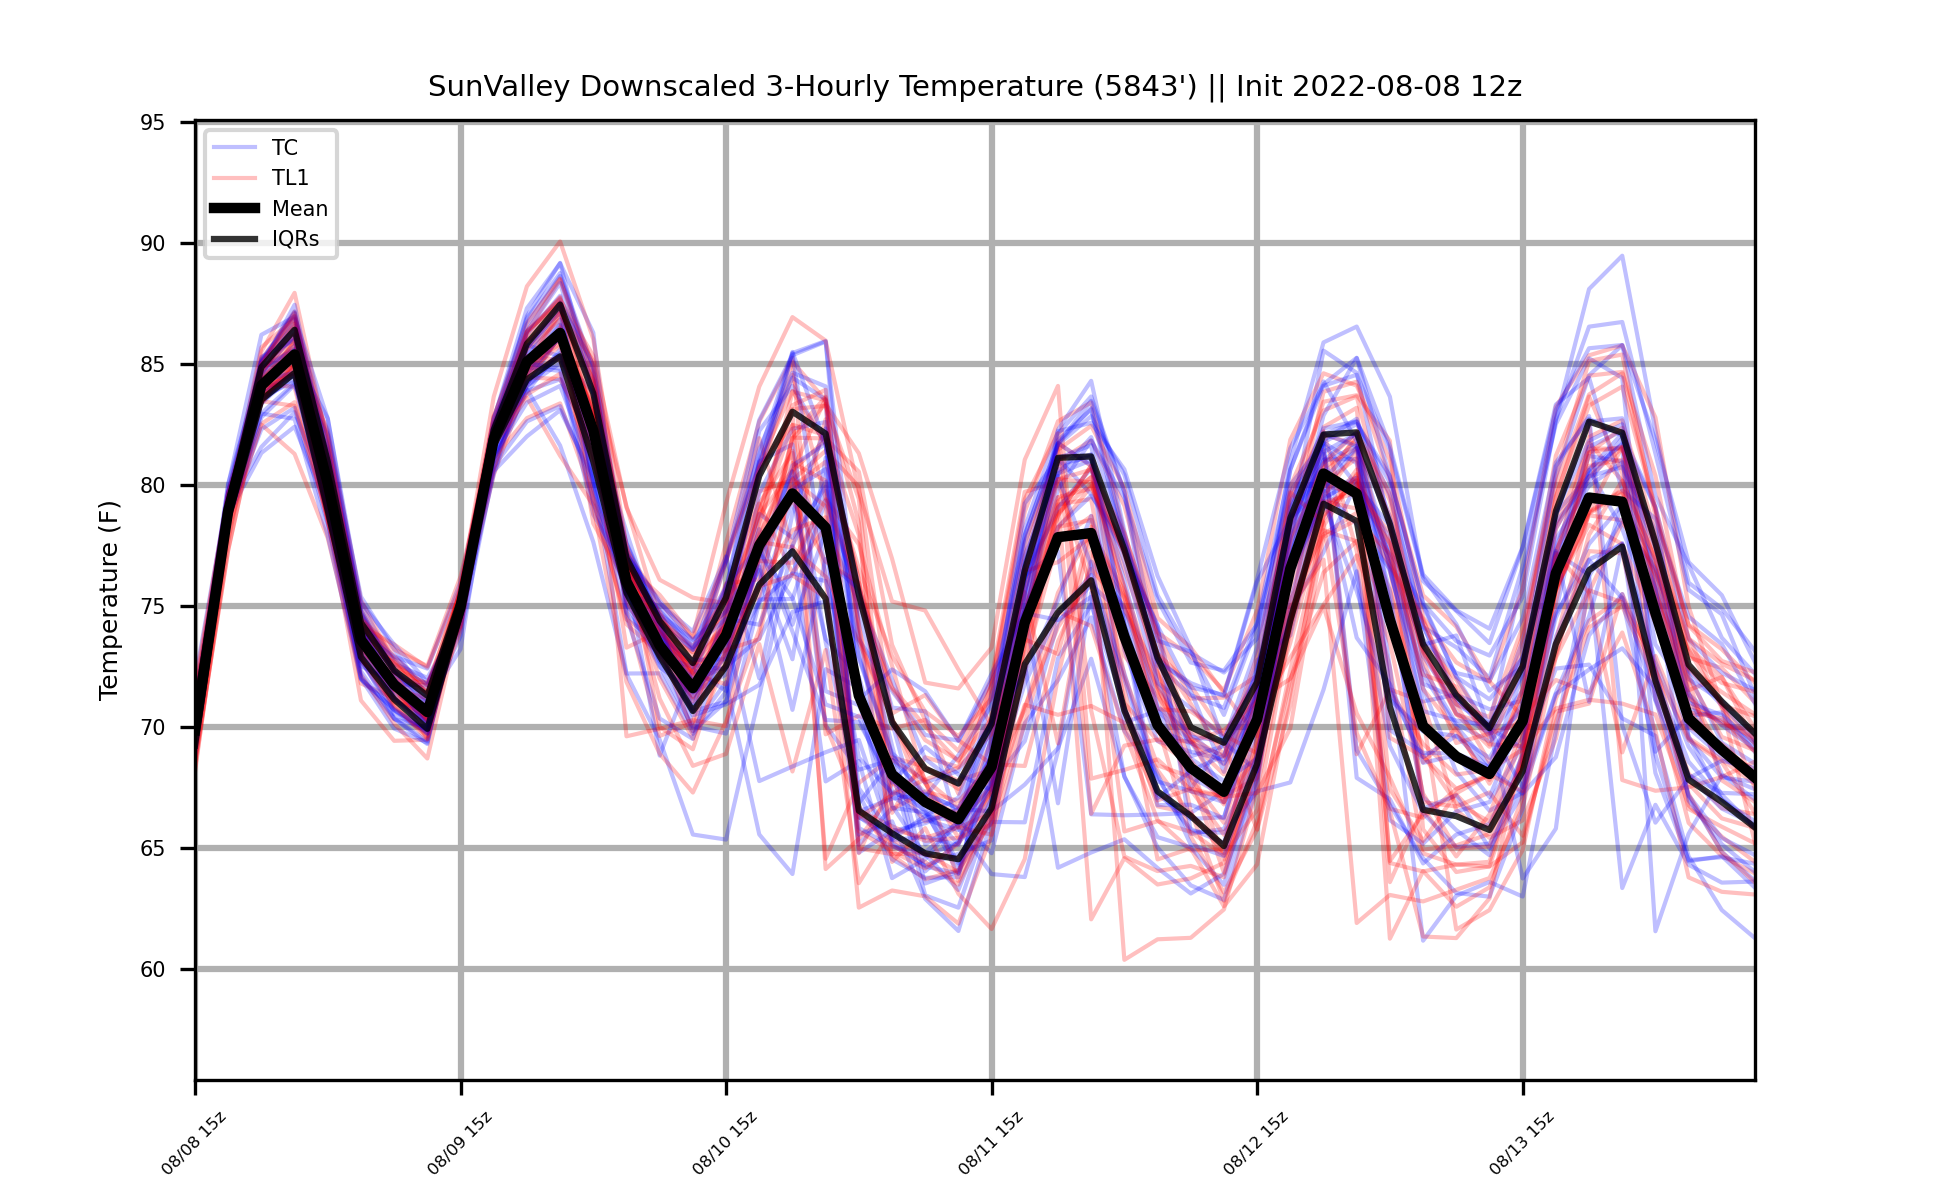 SunValley Downscaled 3-Hourly Temperature (5843') || Init 2022-08-08 12z
95
90
85
80
75
70
65
60
Temperature (F)
TC
TL1
Mean
IQRs
08/08 15z
08/09 15z
08/10 15z
08/11 15z
08/12 15z
08/13 15z